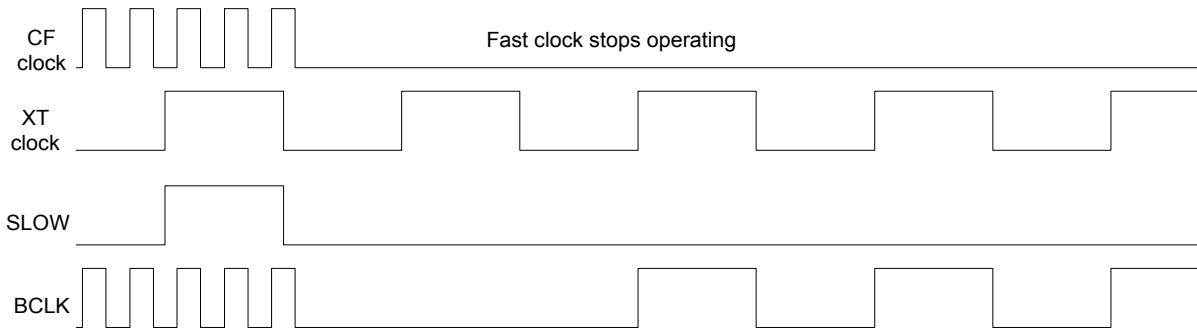 CF
clock
Fast clock stops operating
XT
clock
SLOW
BCLK